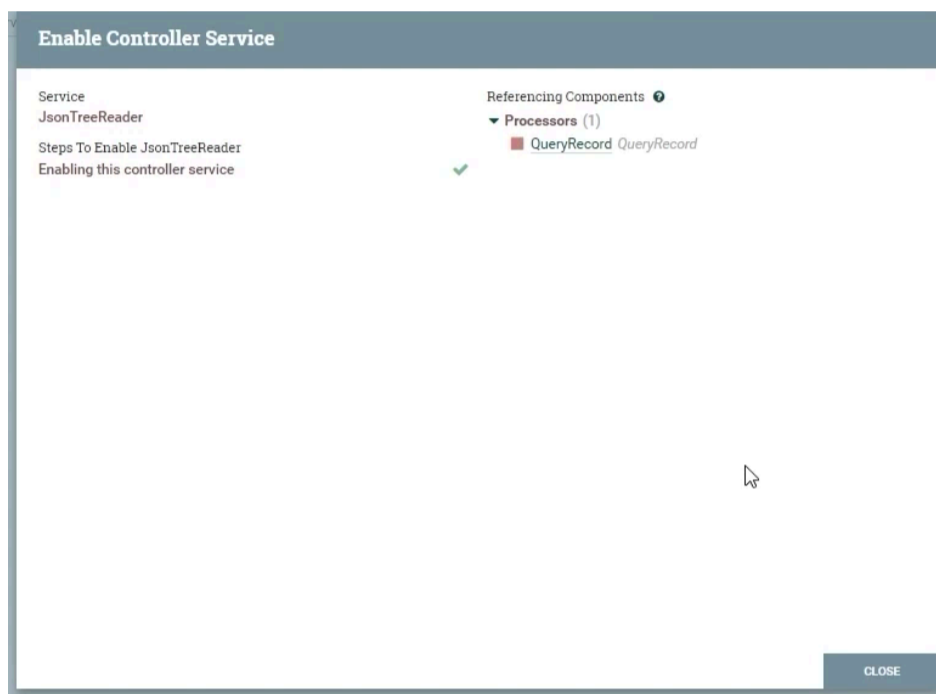 Enable Controller Service
Service
JsonTreeReader
Steps To Enable JsonTreeReader
Enabling this controller service
Referencing Components
Processors (1)
QueryRecord QueryRecord
CLOSE